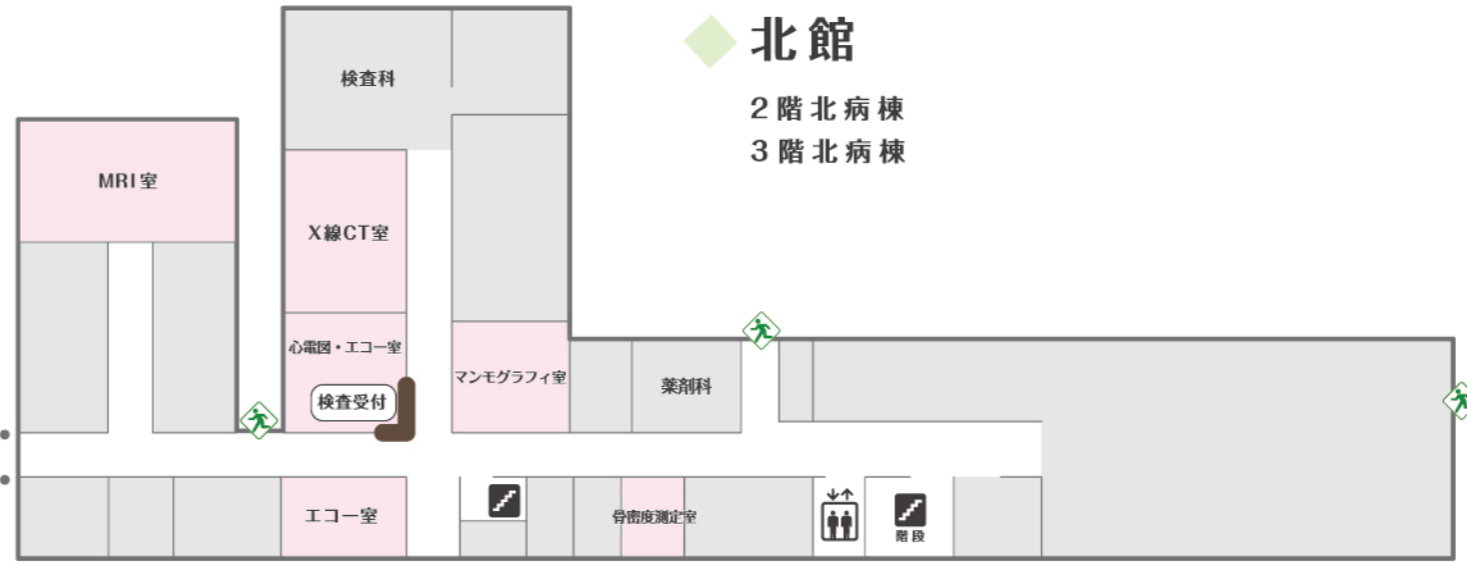 北館
2階北病棟
3階北病棟
検査科
MRI室
X線CT室
心電図・エコー室
検査受付
マンモグラフィ室
薬剤科
エコー室
骨密度測定室
階段